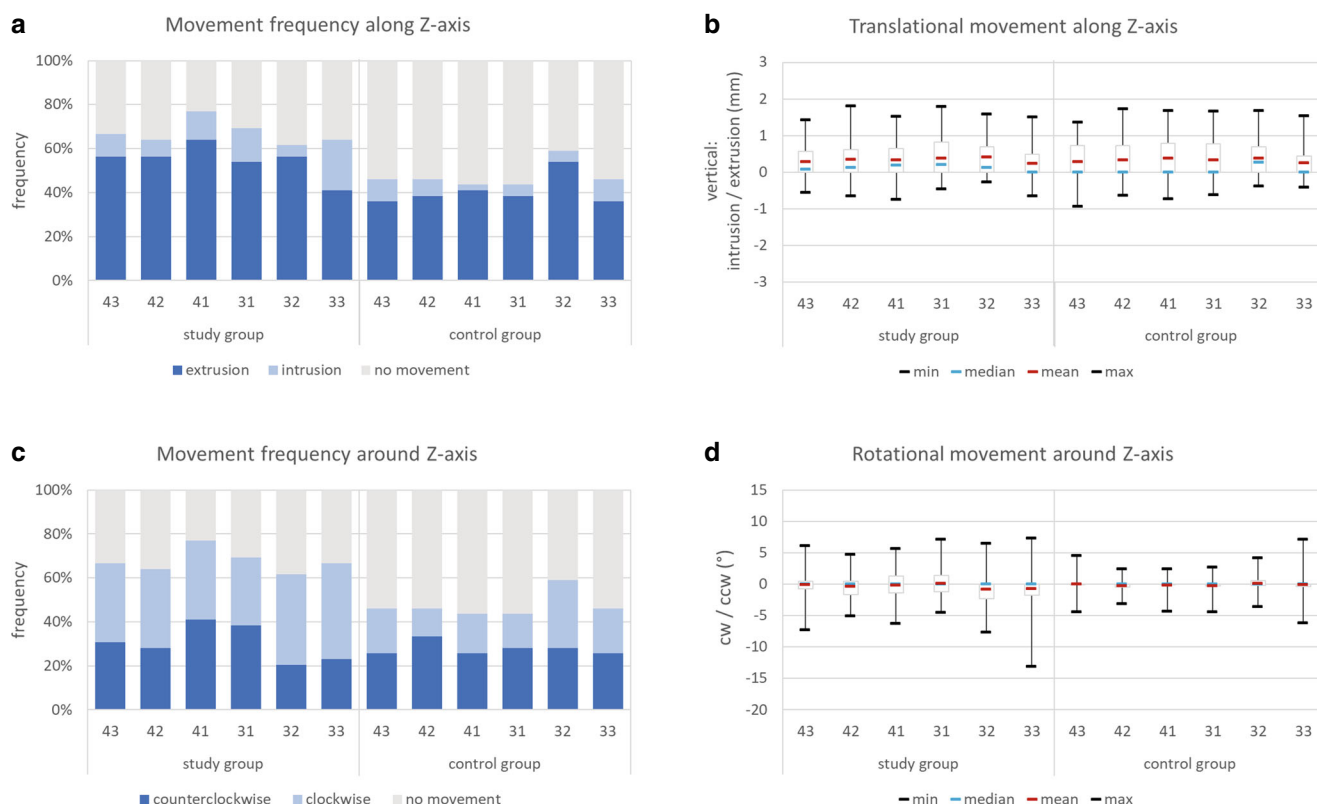 a
Movement frequency along Z-axis
frequency
100%
80%
60%
40%
20%
0%
43 42 41 31 32 33 43 42 41 31 32 33
study group control group
extrusion intrusion no movement
b
Translational movement along Z-axis
vertical:
intrusion / extrusion (mm)
3
2
1
0
-1
-2
-3
43 42 41 31 32 33 43 42 41 31 32 33
study group control group
min median mean max
c
Movement frequency around Z-axis
frequency
100%
80%
60%
40%
20%
0%
43 42 41 31 32 33 43 42 41 31 32 33
study group control group
counterclockwise clockwise no movement
d
Rotational movement around Z-axis
cw / ccw (°)
15
10
5
0
-5
-10
-15
-20
43 42 41 31 32 33 43 42 41 31 32 33
study group control group
min median mean max